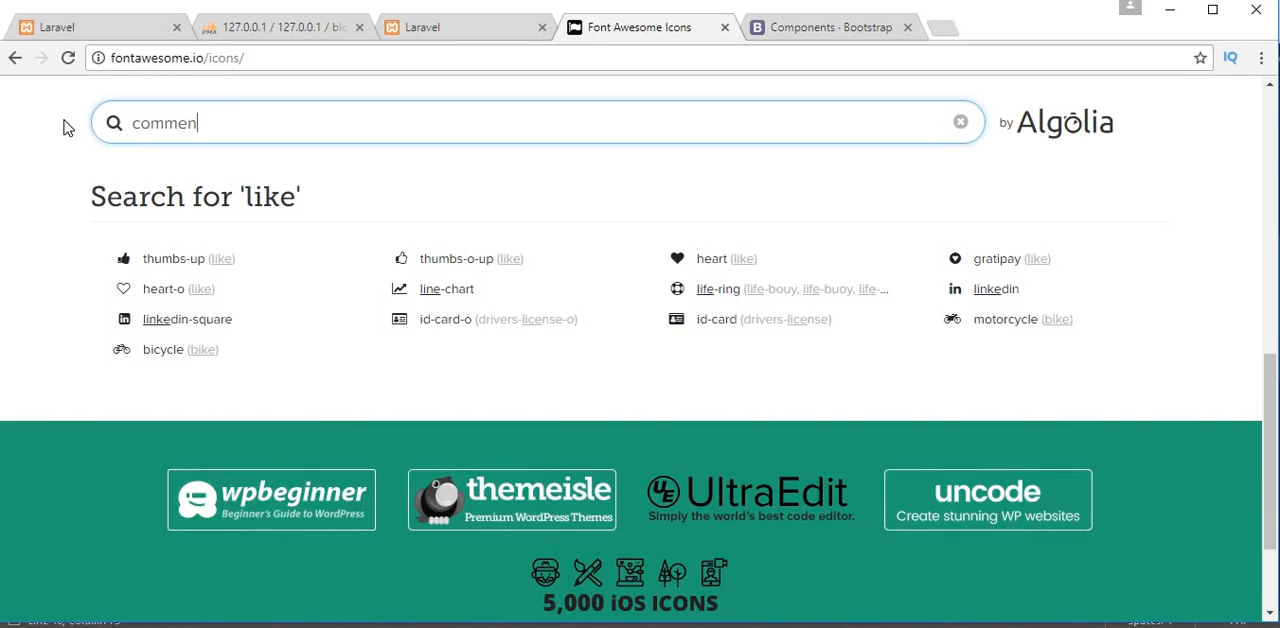 Laravel
127.0.0.1 / 127.0.0.1 / blo
Laravel
Font Awesome Icons
Components · Bootstrap
fontawesome.io/icons/
IQ
commen
by Algolia
Search for 'like'
thumbs-up (like)
thumbs-o-up (like)
heart (like)
gratipay (like)
heart-o (like)
line-chart
life-ring (life-bouy, life-buoy, life-...
linkedin
linkedin-square
id-card-o (drivers-license-o)
id-card (drivers-license)
motorcycle (bike)
bicycle (bike)
wpbeginner
Beginner's Guide to WordPress
themeisle
Premium WordPress Themes
UltraEdit
Simply the world's best code editor.
uncode
Create stunning WP websites
5,000 iOS ICONS